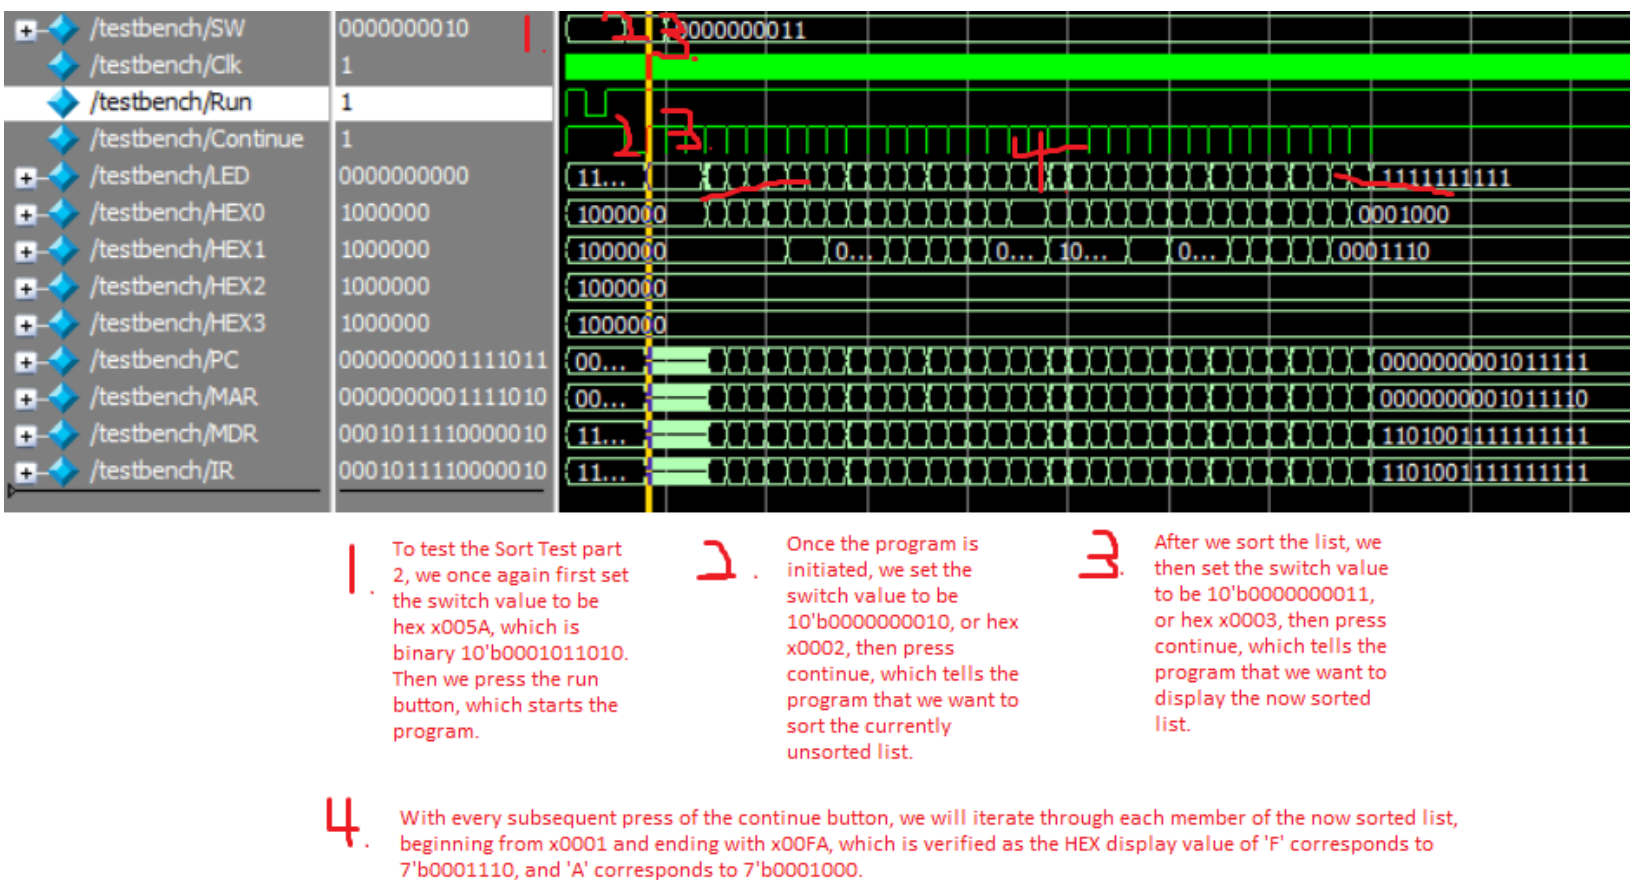 /testbench/SW 0000000010 1. 2 3. 0000000011
/testbench/Clk 1
/testbench/Run 1
/testbench/Continue 1 2 3. 4
/testbench/LED 0000000000 11... 1111111111
/testbench/HEX0 1000000 1000000 0001000
/testbench/HEX1 1000000 1000000 0... 0... 10... 0... 0001110
/testbench/HEX2 1000000 1000000
/testbench/HEX3 1000000 1000000
/testbench/PC 0000000001111011 00... 0000000001011111
/testbench/MAR 0000000001111010 00... 0000000001011110
/testbench/MDR 0001011110000010 11... 1101001111111111
/testbench/IR 0001011110000010 11... 1101001111111111
1.
To test the Sort Test part
2, we once again first set
the switch value to be
hex x005A, which is
binary 10'b0001011010.
Then we press the run
button, which starts the
program.
2.
Once the program is
initiated, we set the
switch value to be
10'b0000000010, or hex
x0002, then press
continue, which tells the
program that we want to
sort the currently
unsorted list.
3.
After we sort the list, we
then set the switch value
to be 10'b0000000011,
or hex x0003, then press
continue, which tells the
program that we want to
display the now sorted
list.
4.
With every subsequent press of the continue button, we will iterate through each member of the now sorted list,
beginning from x0001 and ending with x00FA, which is verified as the HEX display value of 'F' corresponds to
7'b0001110, and 'A' corresponds to 7'b0001000.